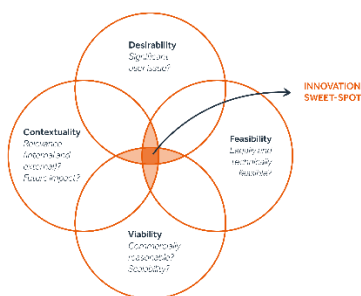 Desirability
Significant
user issue?
INNOVATION
SWEET-SPOT
Contextuality
Relevance
(internal and
external)?
Future impact?
Feasibility
Legally and
technically
feasible?
Viability
Commercially
reasonable?
Scalability?